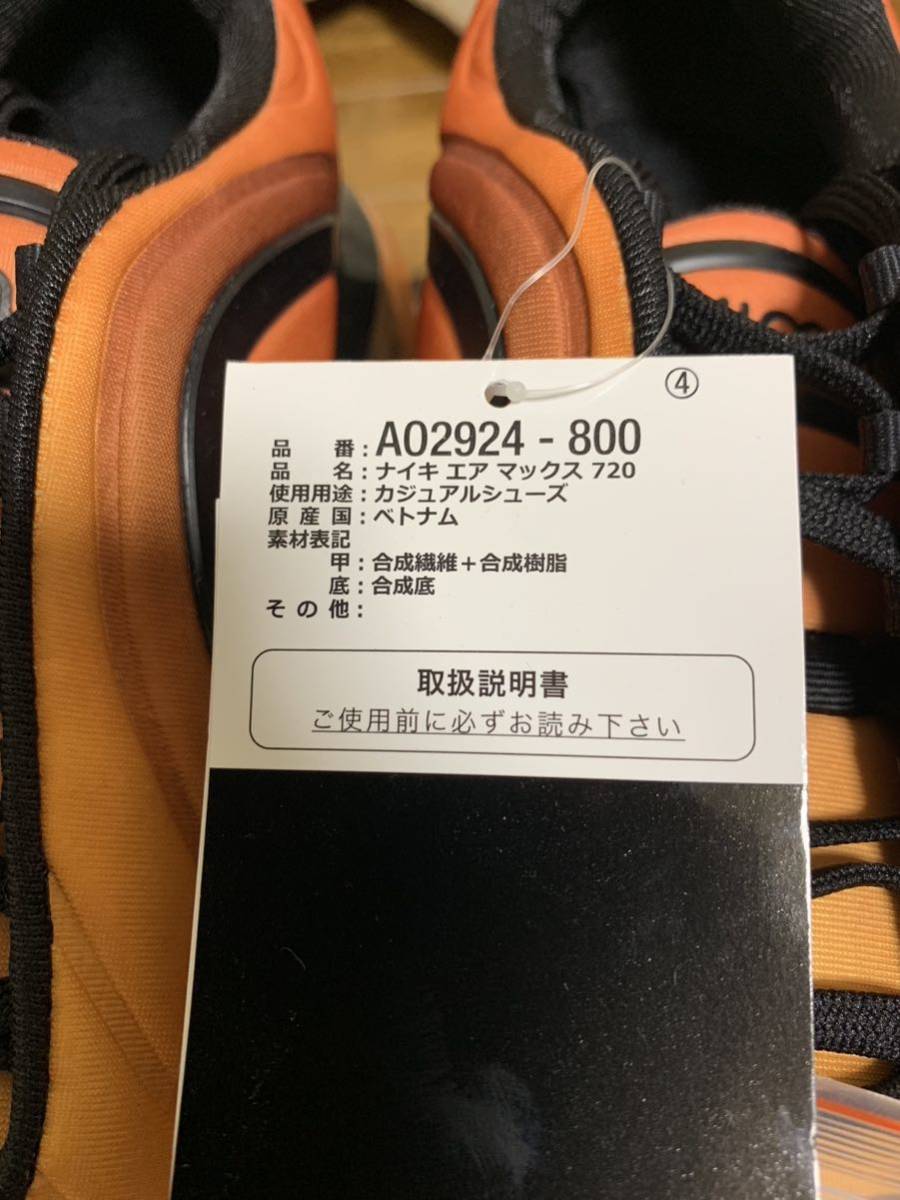 ④
品番：AO2924 - 800
品名：ナイキ エア マックス 720
使用用途：カジュアルシューズ
原産国：ベトナム
素材表記
甲：合成繊維＋合成樹脂
底：合成底
その他：
取扱説明書
ご使用前に必ずお読み下さい